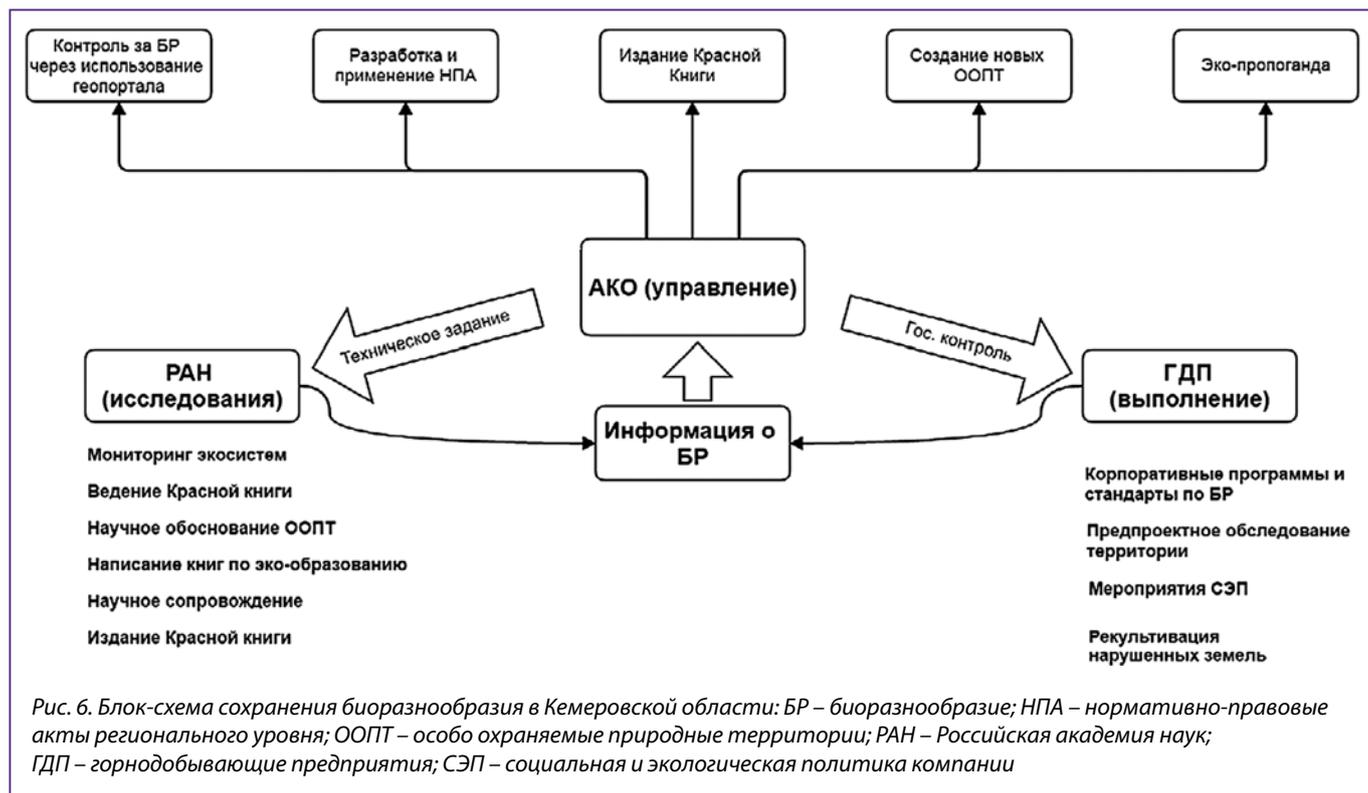 Контроль за БР
через использование
геопортала
Разработка и
применение НПА
Издание Красной
Книги
Создание новых
ООПТ
Эко-пропоганда
АКО (управление)
Техническое задание
Гос. контроль
РАН
(исследования)
ГДП
(выполнение)
Информация о
БР
Мониторинг экосистем
Ведение Красной книги
Научное обоснование ООПТ
Написание книг по эко-образованию
Научное сопровождение
Издание Красной книги
Корпоративные программы и
стандарты по БР
Предпроектное обследование
территории
Мероприятия СЭП
Рекультивация
нарушенных земель
Рис. 6. Блок-схема сохранения биоразнообразия в Кемеровской области: БР – биоразнообразие; НПА – нормативно-правовые
акты регионального уровня; ООПТ – особо охраняемые природные территории; РАН – Российская академия наук;
ГДП – горнодобывающие предприятия; СЭП – социальная и экологическая политика компании